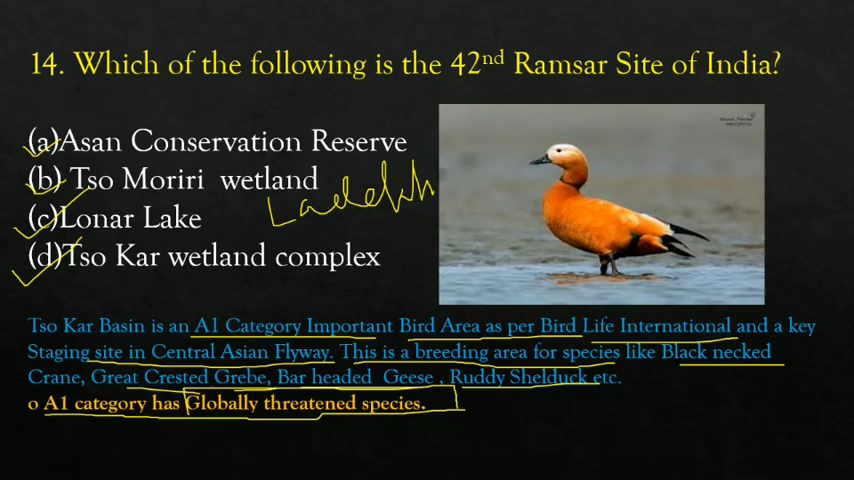 14. Which of the following is the 42nd Ramsar Site of India?
(a)Asan Conservation Reserve
(b) Tso Moriri wetland
(c)Lonar Lake
Ladakh
(d)Tso Kar wetland complex
Tso Kar Basin is an A1 Category Important Bird Area as per Bird Life International and a key
Staging site in Central Asian Flyway. This is a breeding area for species like Black necked
Crane, Great Crested Grebe, Bar headed Geese , Ruddy Shelduck etc.
o A1 category has Globally threatened species.